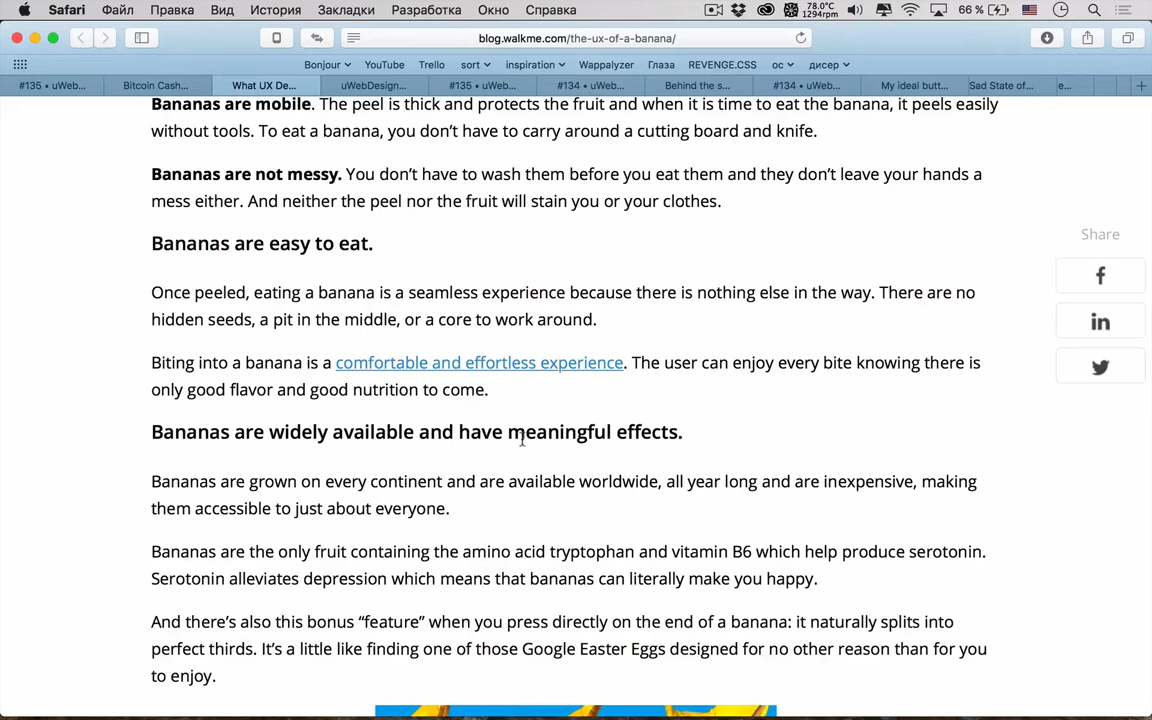 Safari Файл Правка Вид История Закладки Разработка Окно Справка 78.0°C 1294rpm 66 %
blog.walkme.com/the-ux-of-a-banana/
Bonjour YouTube Trello sort inspiration Wappalyzer Глаза REVENGE.CSS ос дисер
#135 • uWeb... Bitcoin Cash... What UX De... uWebDesign... #135 • uWeb... #134 • uWeb... Behind the s... #134 • uWeb... My ideal butt... Sad State of... e...
Bananas are mobile. The peel is thick and protects the fruit and when it is time to eat the banana, it peels easily
without tools. To eat a banana, you don’t have to carry around a cutting board and knife.
Bananas are not messy. You don’t have to wash them before you eat them and they don’t leave your hands a
mess either. And neither the peel nor the fruit will stain you or your clothes.
Bananas are easy to eat.
Share
Once peeled, eating a banana is a seamless experience because there is nothing else in the way. There are no
hidden seeds, a pit in the middle, or a core to work around.
Biting into a banana is a comfortable and effortless experience. The user can enjoy every bite knowing there is
only good flavor and good nutrition to come.
Bananas are widely available and have meaningful effects.
Bananas are grown on every continent and are available worldwide, all year long and are inexpensive, making
them accessible to just about everyone.
Bananas are the only fruit containing the amino acid tryptophan and vitamin B6 which help produce serotonin.
Serotonin alleviates depression which means that bananas can literally make you happy.
And there’s also this bonus “feature” when you press directly on the end of a banana: it naturally splits into
perfect thirds. It’s a little like finding one of those Google Easter Eggs designed for no other reason than for you
to enjoy.